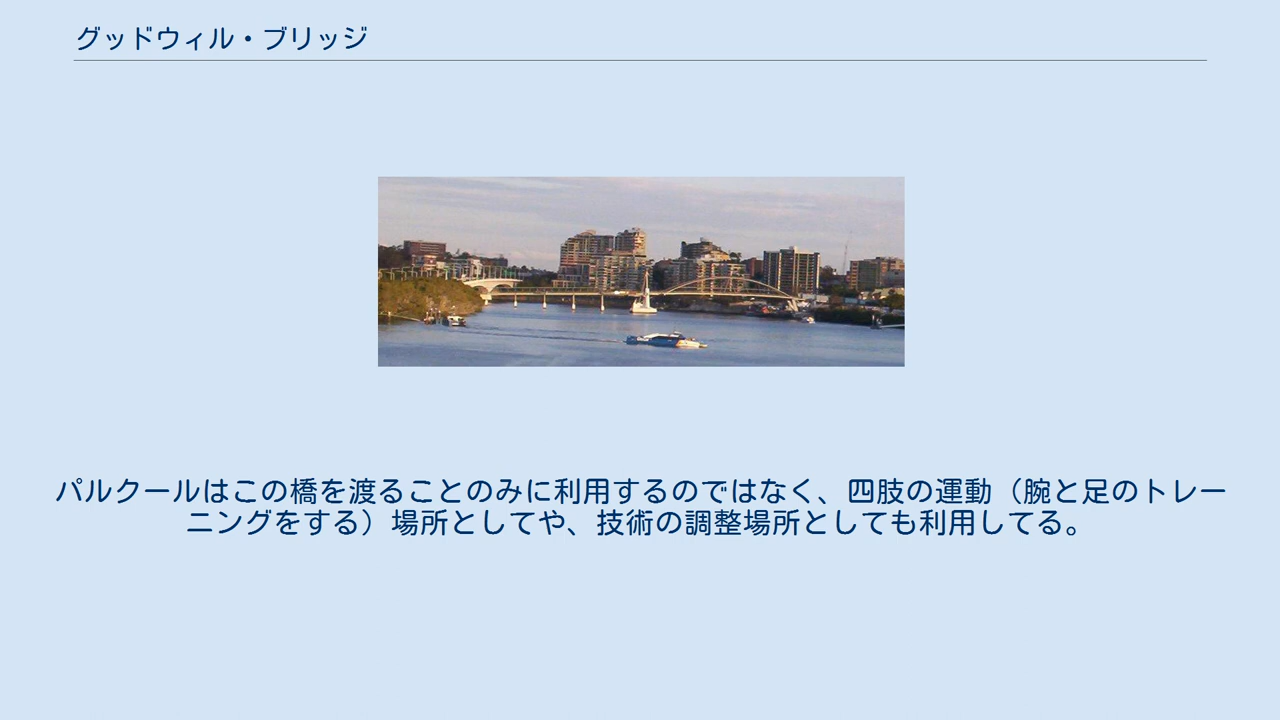 グッドウィル・ブリッジ
パルクールはこの橋を渡ることのみに利用するのではなく、四肢の運動（腕と足のトレー
ニングをする）場所としてや、技術の調整場所としても利用してる。